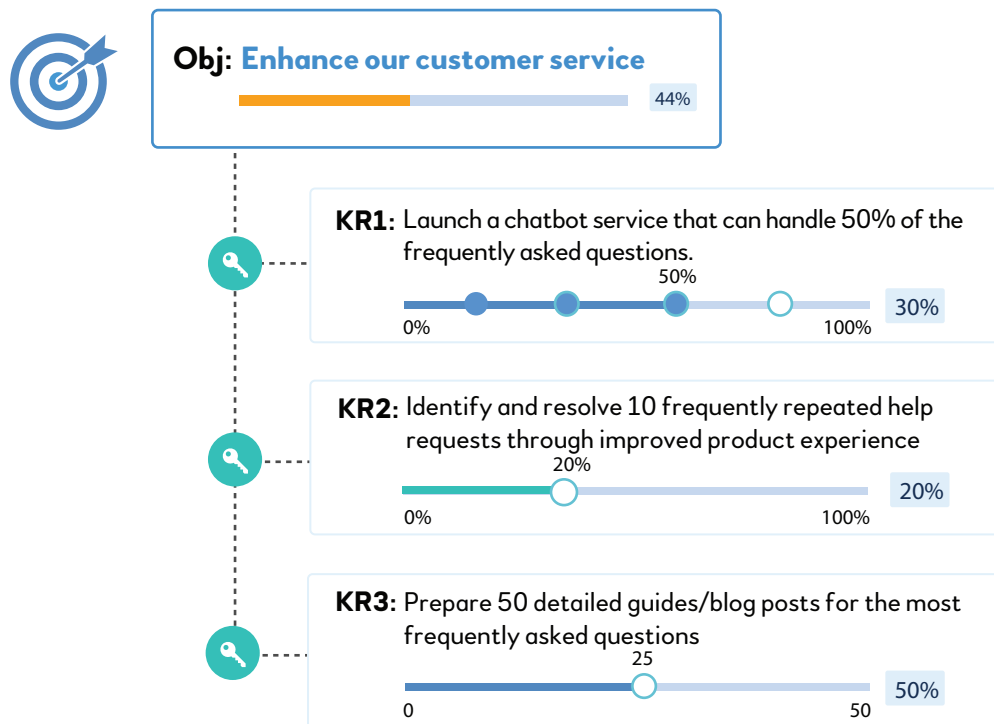 Obj: Enhance our customer service
44%
KR1: Launch a chatbot service that can handle 50% of the
frequently asked questions.
50%
0%
100%
30%
KR2: Identify and resolve 10 frequently repeated help
requests through improved product experience
20%
0%
100%
20%
KR3: Prepare 50 detailed guides/blog posts for the most
frequently asked questions
25
0
50
50%